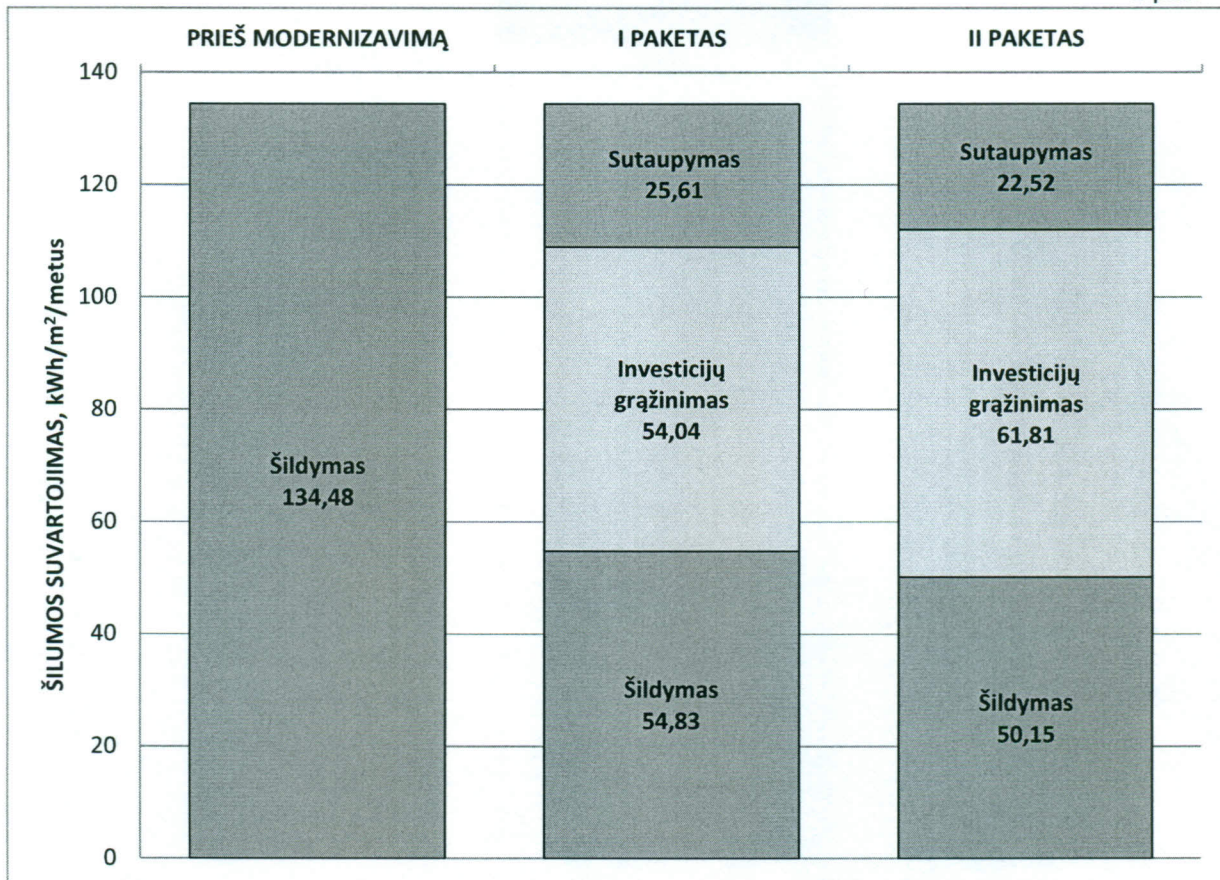 PRIEŠ MODERNIZAVIMĄ
I PAKETAS
II PAKETAS
ŠILUMOS SUVARTOJIMAS, kWh/m²/metus
140
120
100
80
60
40
20
0
Šildymas
134,48
Sutaupymas
25,61
Investicijų
grąžinimas
54,04
Šildymas
54,83
Sutaupymas
22,52
Investicijų
grąžinimas
61,81
Šildymas
50,15